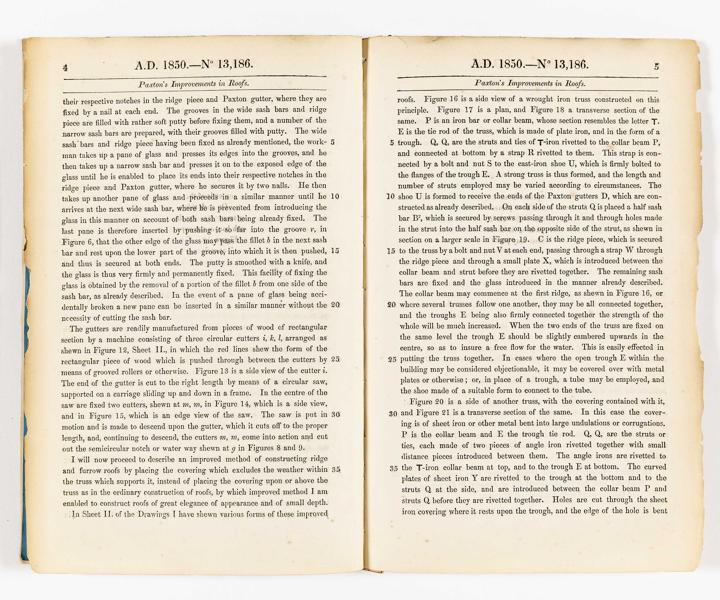 4
A.D. 1850.—Nº 13,186.
Paxton's Improvements in Roofs.
their respective notches in the ridge piece and Paxton gutter, where they are
fixed by a nail at each end. The grooves in the wide sash bars and ridge
piece are filled with rather soft putty before fixing them, and a number of the
narrow sash bars are prepared, with their grooves filled with putty. The wide
sash bars and ridge piece having been fixed as already mentioned, the work- 5
man takes up a pane of glass and presses its edges into the grooves, and he
then takes up a narrow sash bar and presses it on to the exposed edge of the
glass until he is enabled to place its ends into their respective notches in the
ridge piece and Paxton gutter, where he secures it by two nails. He then
takes up another pane of glass and proceeds in a similar manner until he 10
arrives at the next wide sash bar, where he is prevented from introducing the
glass in this manner on account of both sash bars being already fixed. The
last pane is therefore inserted by pushing it so far into the groove v, in
Figure 6, that the other edge of the glass may pass the fillet b in the next sash
bar and rest upon the lower part of the groove, into which it is then pushed, 15
and thus is secured at both ends. The putty is smoothed with a knife, and
the glass is thus very firmly and permanently fixed. This facility of fixing the
glass is obtained by the removal of a portion of the fillet b from one side of the
sash bar, as already described. In the event of a pane of glass being acci-
dentally broken a new pane can be inserted in a similar manner without the 20
necessity of cutting the sash bar.
The gutters are readily manufactured from pieces of wood of rectangular
section by a machine consisting of three circular cutters i, k, l, arranged as
shewn in Figure 12, Sheet II., in which the red lines shew the form of the
rectangular piece of wood which is pushed through between the cutters by 25
means of grooved rollers or otherwise. Figure 13 is a side view of the cutter i.
The end of the gutter is cut to the right length by means of a circular saw,
supported on a carriage sliding up and down in a frame. In the centre of the
saw are fixed two cutters, shewn at m, m, in Figure 14, which is a side view,
and in Figure 15, which is an edge view of the saw. The saw is put in 30
motion and is made to descend upon the gutter, which it cuts off to the proper
length, and, continuing to descend, the cutters m, m, come into action and cut
out the semicircular notch or water way shewn at g in Figures 8 and 9.
I will now proceed to describe an improved method of constructing ridge
and furrow roofs by placing the covering which excludes the weather within 35
the truss which supports it, instead of placing the covering upon or above the
truss as in the ordinary construction of roofs, by which improved method I am
enabled to construct roofs of great elegance of appearance and of small depth.
In Sheet II. of the Drawings I have shewn various forms of these improved
A.D. 1850.—Nº 13,186.
5
Paxton's Improvements in Roofs.
roofs. Figure 16 is a side view of a wrought iron truss constructed on this
principle. Figure 17 is a plan, and Figure 18 a transverse section of the
same. P is an iron bar or collar beam, whose section resembles the letter T.
E is the tie rod of the truss, which is made of plate iron, and in the form of a
5 trough. Q, Q, are the struts and ties of T-iron rivetted to the collar beam P,
and connected at bottom by a strap R rivetted to them. This strap is con-
nected by a bolt and nut S to the cast-iron shoe U, which is firmly bolted to
the flanges of the trough E. A strong truss is thus formed, and the length and
number of struts employed may be varied according to circumstances. The
10 shoe U is formed to receive the ends of the Paxton gutters D, which are con-
structed as already described. On each side of the struts Q is placed a half sash
bar B², which is secured by screws passing through it and through holes made
in the strut into the half sash bar on the opposite side of the strut, as shewn in
section on a larger scale in Figure 19. C is the ridge piece, which is secured
15 to the truss by a bolt and nut V at each end, passing through a strap W through
the ridge piece and through a small plate X, which is introduced between the
collar beam and strut before they are rivetted together. The remaining sash
bars are fixed and the glass introduced in the manner already described.
The collar beam may commence at the first ridge, as shewn in Figure 16, or
20 where several trusses follow one another, they may be all connected together,
and the troughs E being also firmly connected together the strength of the
whole will be much increased. When the two ends of the truss are fixed on
the same level the trough E should be slightly cambered upwards in the
centre, so as to insure a free flow for the water. This is easily effected in
25 putting the truss together. In cases where the open trough E within the
building may be considered objectionable, it may be covered over with metal
plates or otherwise; or, in place of a trough, a tube may be employed, and
the shoe made of a suitable form to connect to the tube.
Figure 20 is a side of another truss, with the covering contained with it,
30 and Figure 21 a transverse section of the same. In this case the cover-
ing is of sheet iron or other metal bent into large undulations or corrugations.
P is the collar beam and E the trough tie rod. Q, Q, are the struts or
ties, each made of two pieces of angle iron rivetted together with small
distance pieces introduced between them. The angle irons are rivetted to
35 the T-iron collar beam at top, and to the trough E at bottom. The curved
plates of sheet iron Y are rivetted to the trough at the bottom and to the
struts Q at the side, and are introduced between the collar beam P and
struts Q before they are rivetted together. Holes are cut through the sheet
iron covering where it rests upon the trough, and the edge of the hole is bent